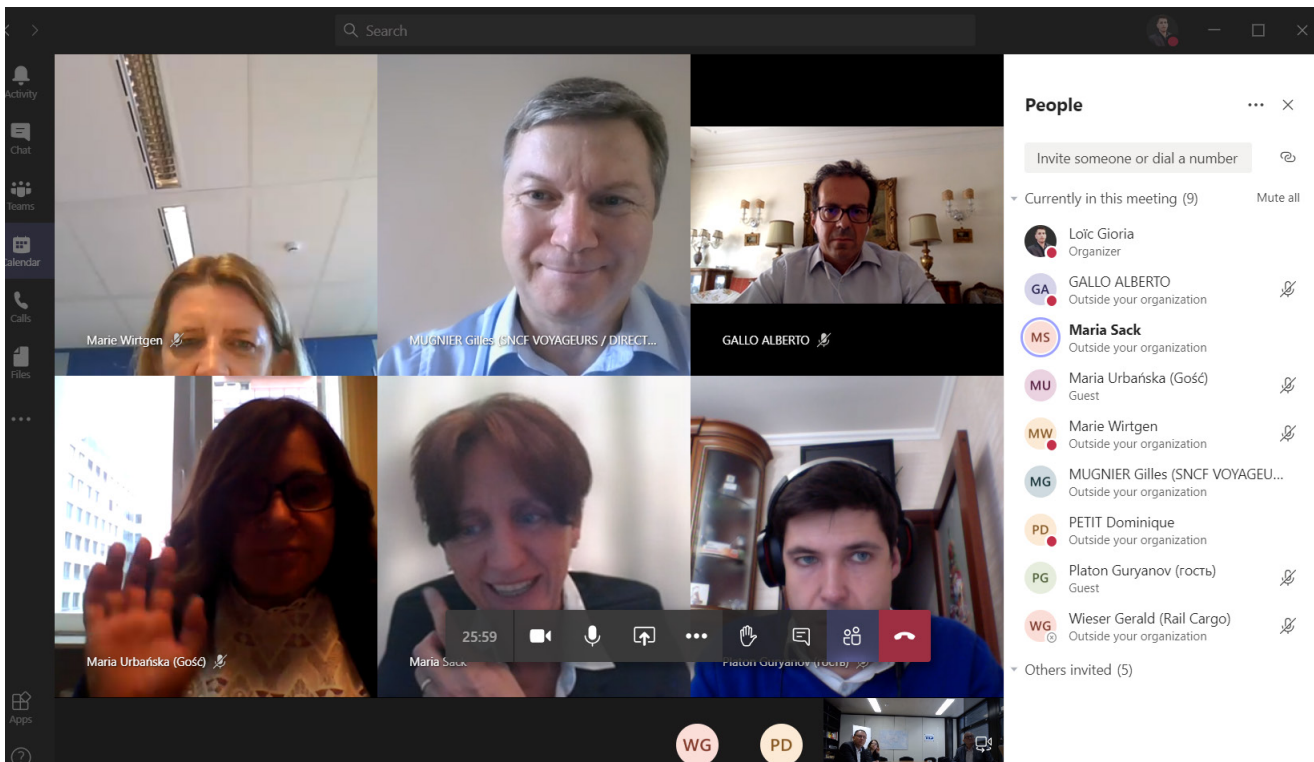 Search
Activity
Chat
Teams
Calendar
Calls
Files
Apps
Marie Wirtgen
MUGNIER Gilles (SNCF VOYAGEURS / DIRECT...
GALLO ALBERTO
Maria Urbańska (Gość)
Maria Sack
Platon Guryanov (гость)
25:59
WG
PD
People
Invite someone or dial a number
Currently in this meeting (9)
Mute all
Loïc Gioria
Organizer
GA
GALLO ALBERTO
Outside your organization
MS
Maria Sack
Outside your organization
MU
Maria Urbańska (Gość)
Guest
MW
Marie Wirtgen
Outside your organization
MG
MUGNIER Gilles (SNCF VOYAGEU...
Outside your organization
PD
PETIT Dominique
Outside your organization
PG
Platon Guryanov (гость)
Guest
WG
Wieser Gerald (Rail Cargo)
Outside your organization
Others invited (5)